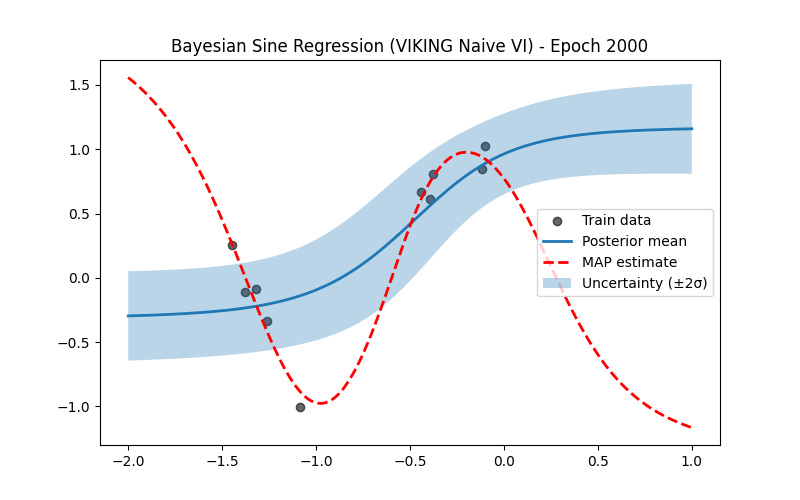 Bayesian Sine Regression (VIKING Naive VI) - Epoch 2000
1.5
1.0
0.5
0.0
−0.5
−1.0
Train data
Posterior mean
MAP estimate
Uncertainty (±2σ)
−2.0 −1.5 −1.0 −0.5 0.0 0.5 1.0